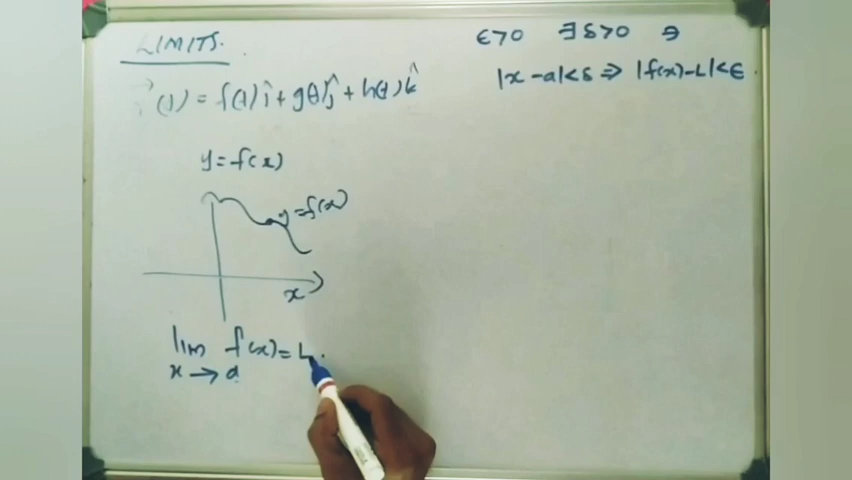 LIMITS.
r⃗(t) = f(t)î + g(t)ĵ + h(t)k̂
y = f(x)
y = f(x)
x
lim f(x) = L.
x → a
ϵ>0 ∃ δ>0 ∋
|x - a| < δ ⇒ |f(x) - L| < ϵ.